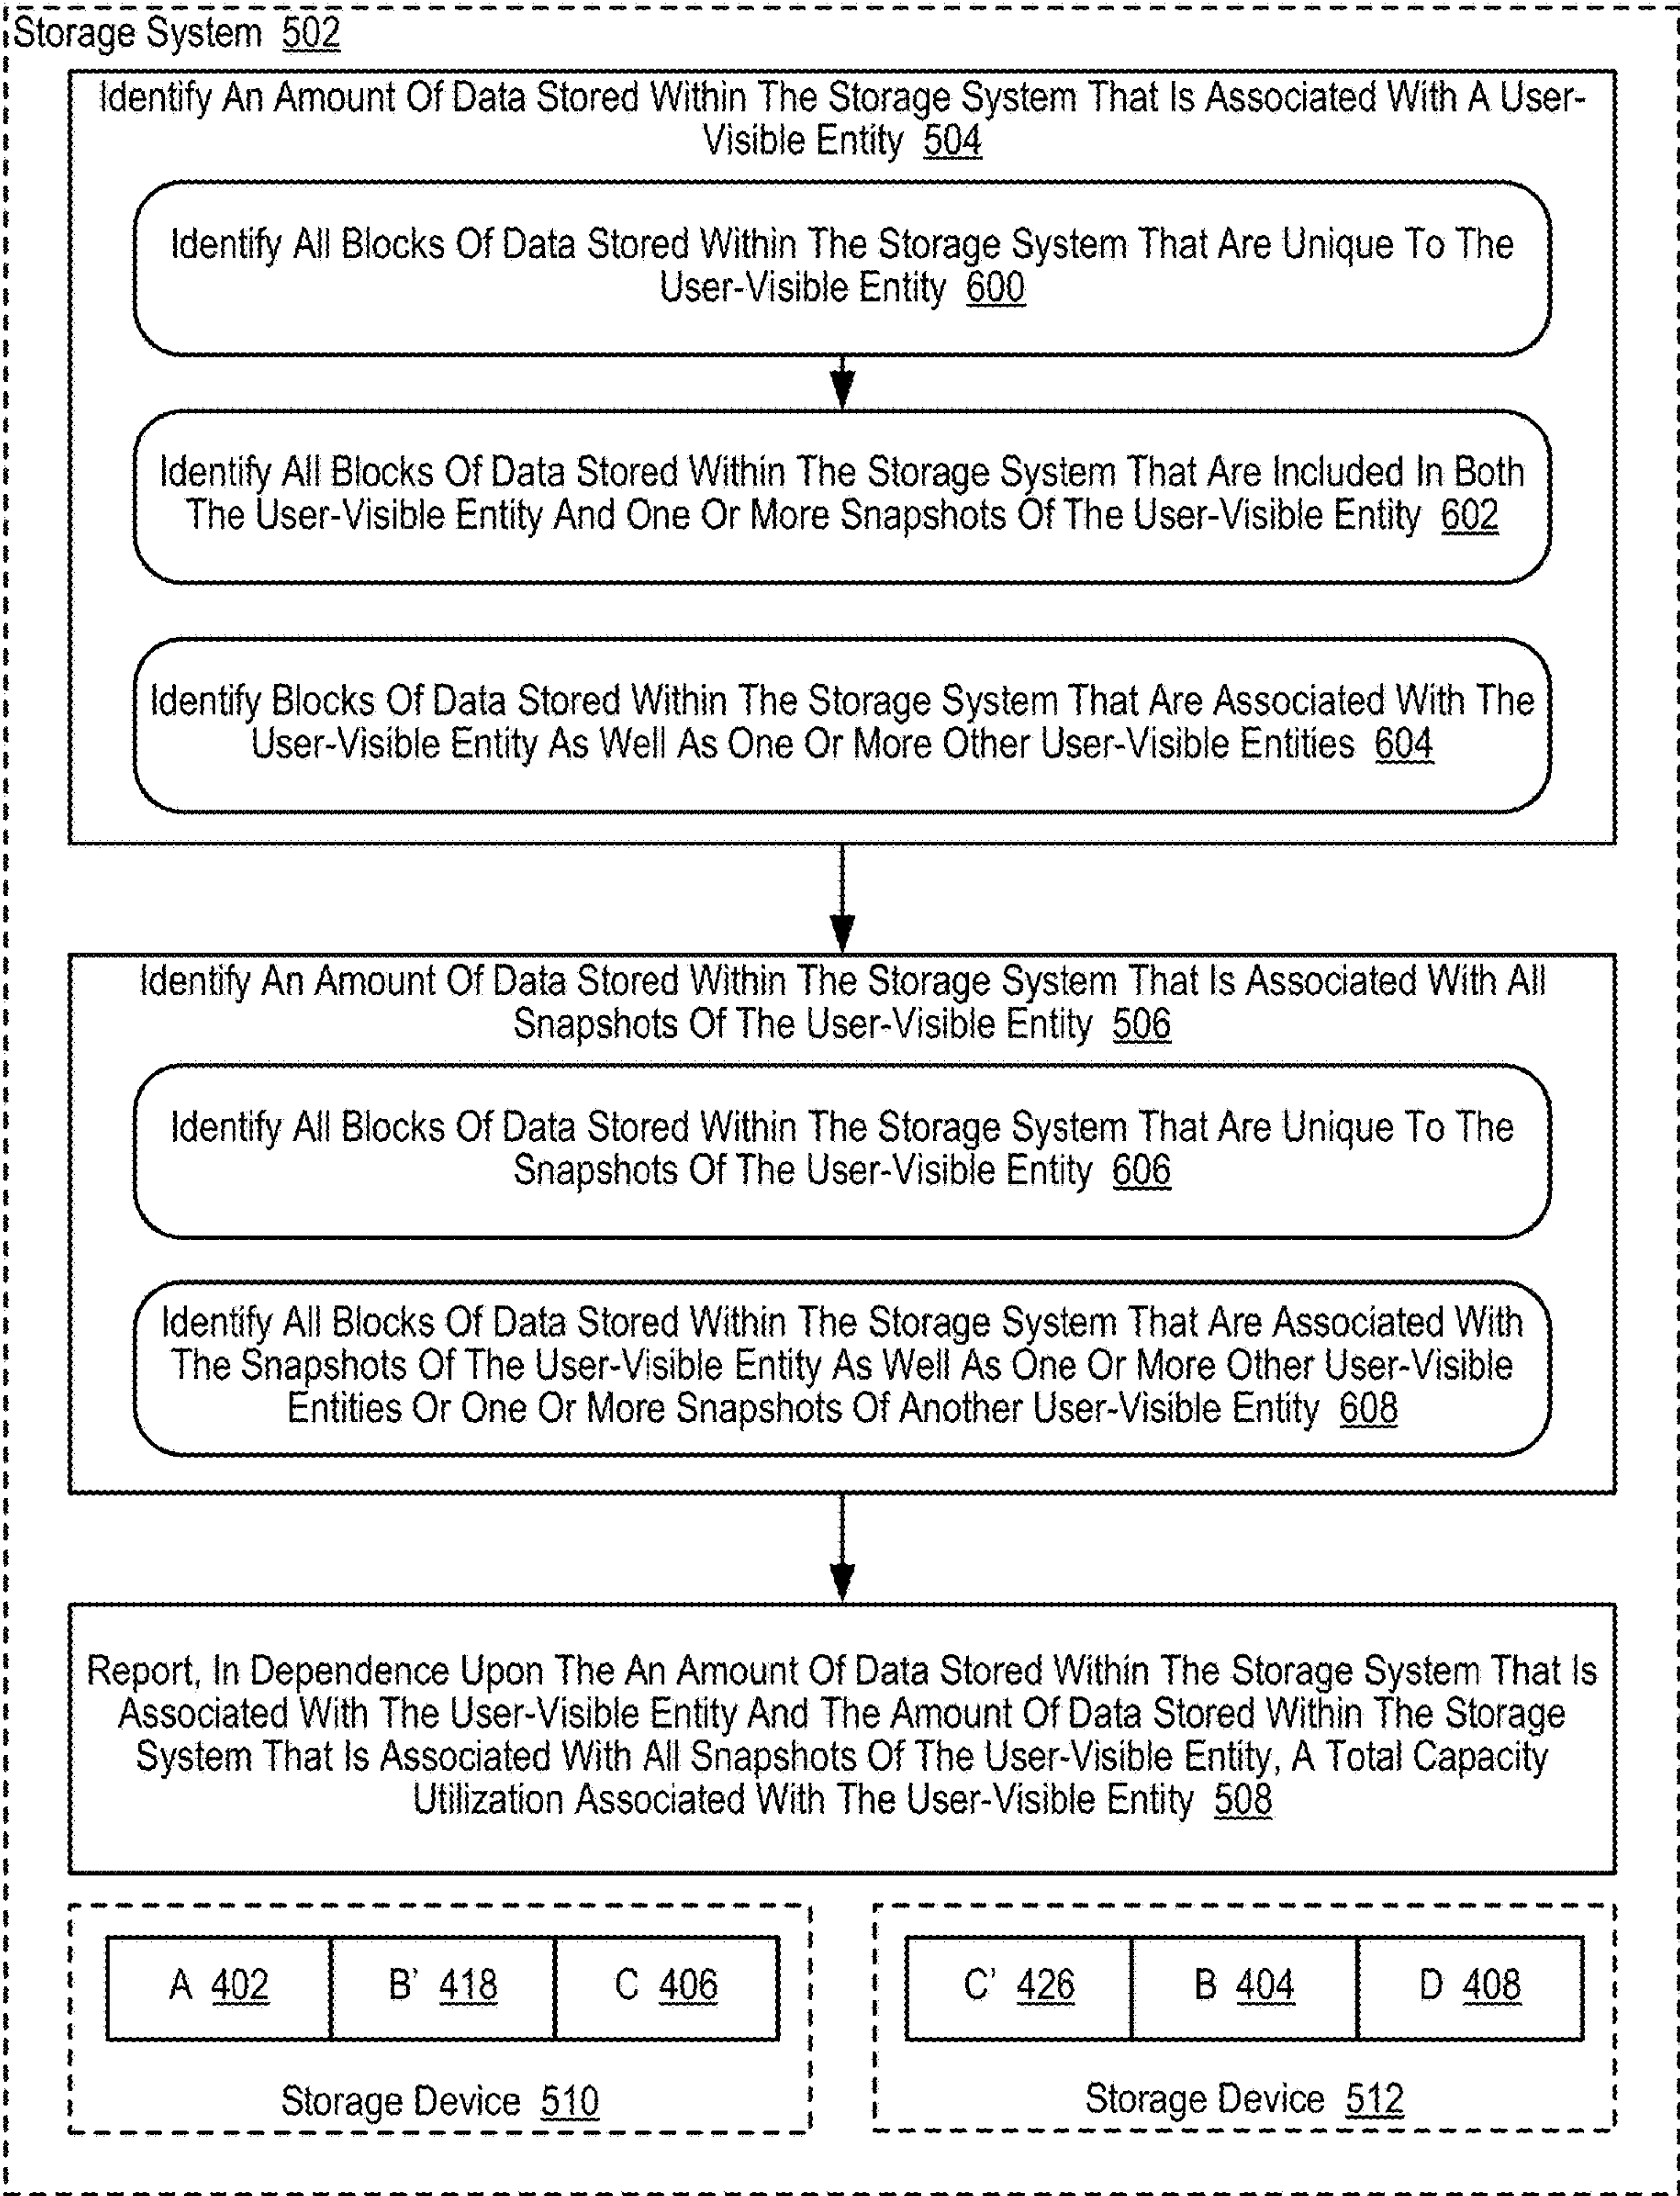 Storage System 502
Identify An Amount Of Data Stored Within The Storage System That Is Associated With A User-
Visible Entity 504
Identify All Blocks Of Data Stored Within The Storage System That Are Unique To The
User-Visible Entity 600
Identify All Blocks Of Data Stored Within The Storage System That Are Included In Both
The User-Visible Entity And One Or More Snapshots Of The User-Visible Entity 602
Identify Blocks Of Data Stored Within The Storage System That Are Associated With The
User-Visible Entity As Well As One Or More Other User-Visible Entities 604
Identify An Amount Of Data Stored Within The Storage System That Is Associated With All
Snapshots Of The User-Visible Entity 506
Identify All Blocks Of Data Stored Within The Storage System That Are Unique To The
Snapshots Of The User-Visible Entity 606
Identify All Blocks Of Data Stored Within The Storage System That Are Associated With
The Snapshots Of The User-Visible Entity As Well As One Or More Other User-Visible
Entities Or One Or More Snapshots Of Another User-Visible Entity 608
Report, In Dependence Upon The An Amount Of Data Stored Within The Storage System That Is
Associated With The User-Visible Entity And The Amount Of Data Stored Within The Storage
System That Is Associated With All Snapshots Of The User-Visible Entity, A Total Capacity
Utilization Associated With The User-Visible Entity 508
A 402 B' 418 C 406
Storage Device 510
C' 426 B 404 D 408
Storage Device 512